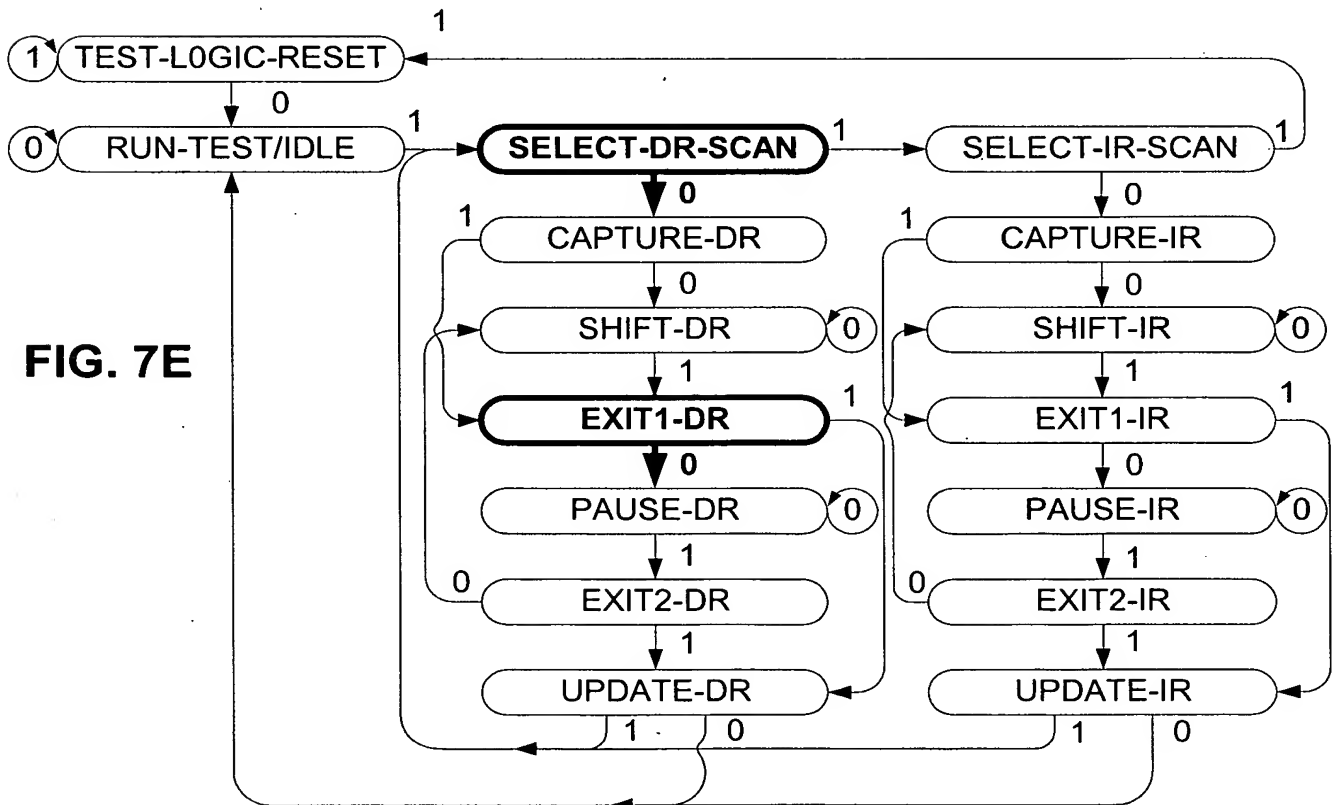 1
1 TEST-L0GIC-RESET
0
0 RUN-TEST/IDLE 1 SELECT-DR-SCAN 1 SELECT-IR-SCAN 1
0 0
1 CAPTURE-DR 1 CAPTURE-IR
0 0
SHIFT-DR 0 SHIFT-IR 0
FIG. 7E
1 1
EXIT1-DR 1 EXIT1-IR 1
0 0
PAUSE-DR 0 PAUSE-IR 0
1 1
0 EXIT2-DR 0 EXIT2-IR
1 1
UPDATE-DR UPDATE-IR
1 0 1 0